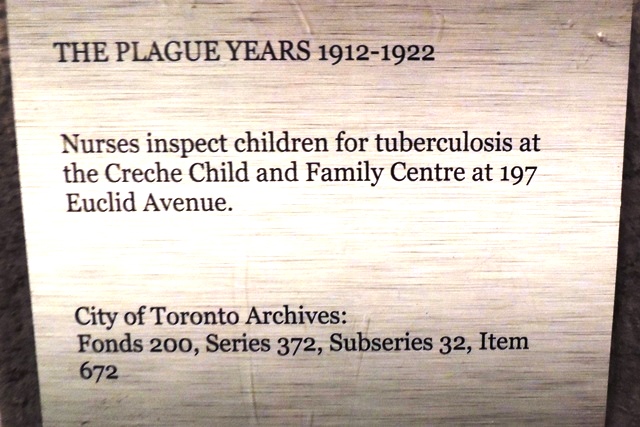 THE PLAGUE YEARS 1912-1922
Nurses inspect children for tuberculosis at
the Creche Child and Family Centre at 197
Euclid Avenue.
City of Toronto Archives:
Fonds 200, Series 372, Subseries 32, Item
672